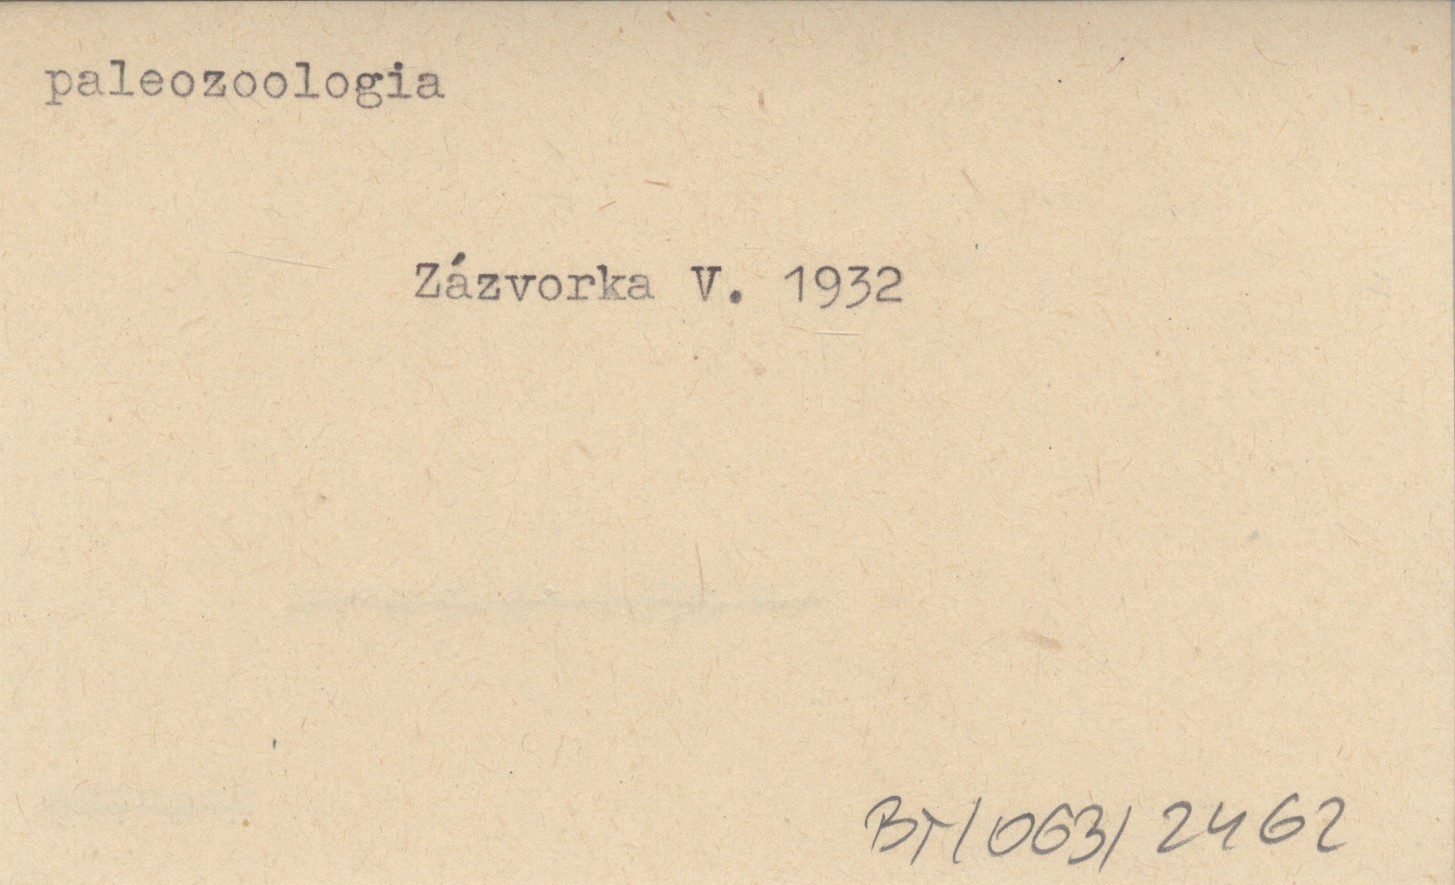 paleozoologia
Zázvorka V. 1932
BT/063/2462